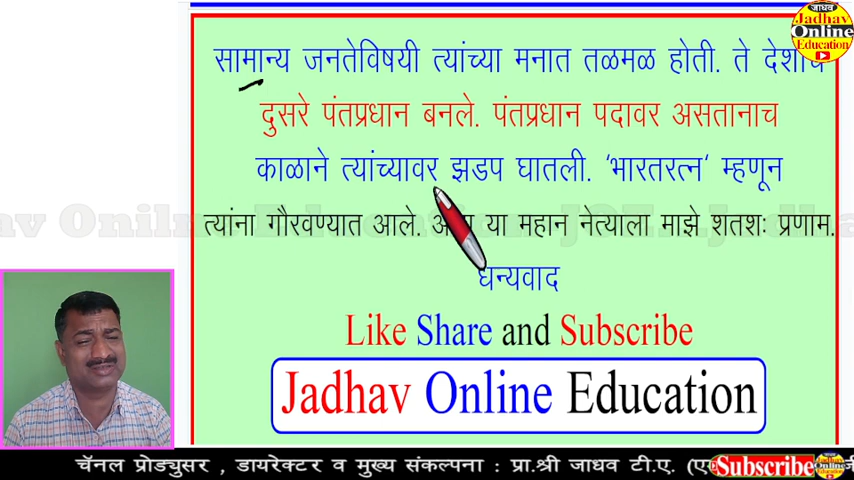 जाधव
Jadhav
Online
Education
सामान्य जनतेविषयी त्यांच्या मनात तळमळ होती. ते
दुसरे पंतप्रधान बनले. पंतप्रधान पदावर असतानाच
काळाने त्यांच्यावर झडप घातली. ‘भारतरत्न‘ म्हणून
त्यांना गौरवण्यात आले. या महान नेत्याला माझे शतशः प्रणाम.
धन्यवाद
Like Share and Subscribe
Jadhav Online Education
चॅनल प्रोड्युसर , डायरेक्टर व मुख्य संकल्पना : प्रा.श्री जाधव टी.ए.
Subscribe